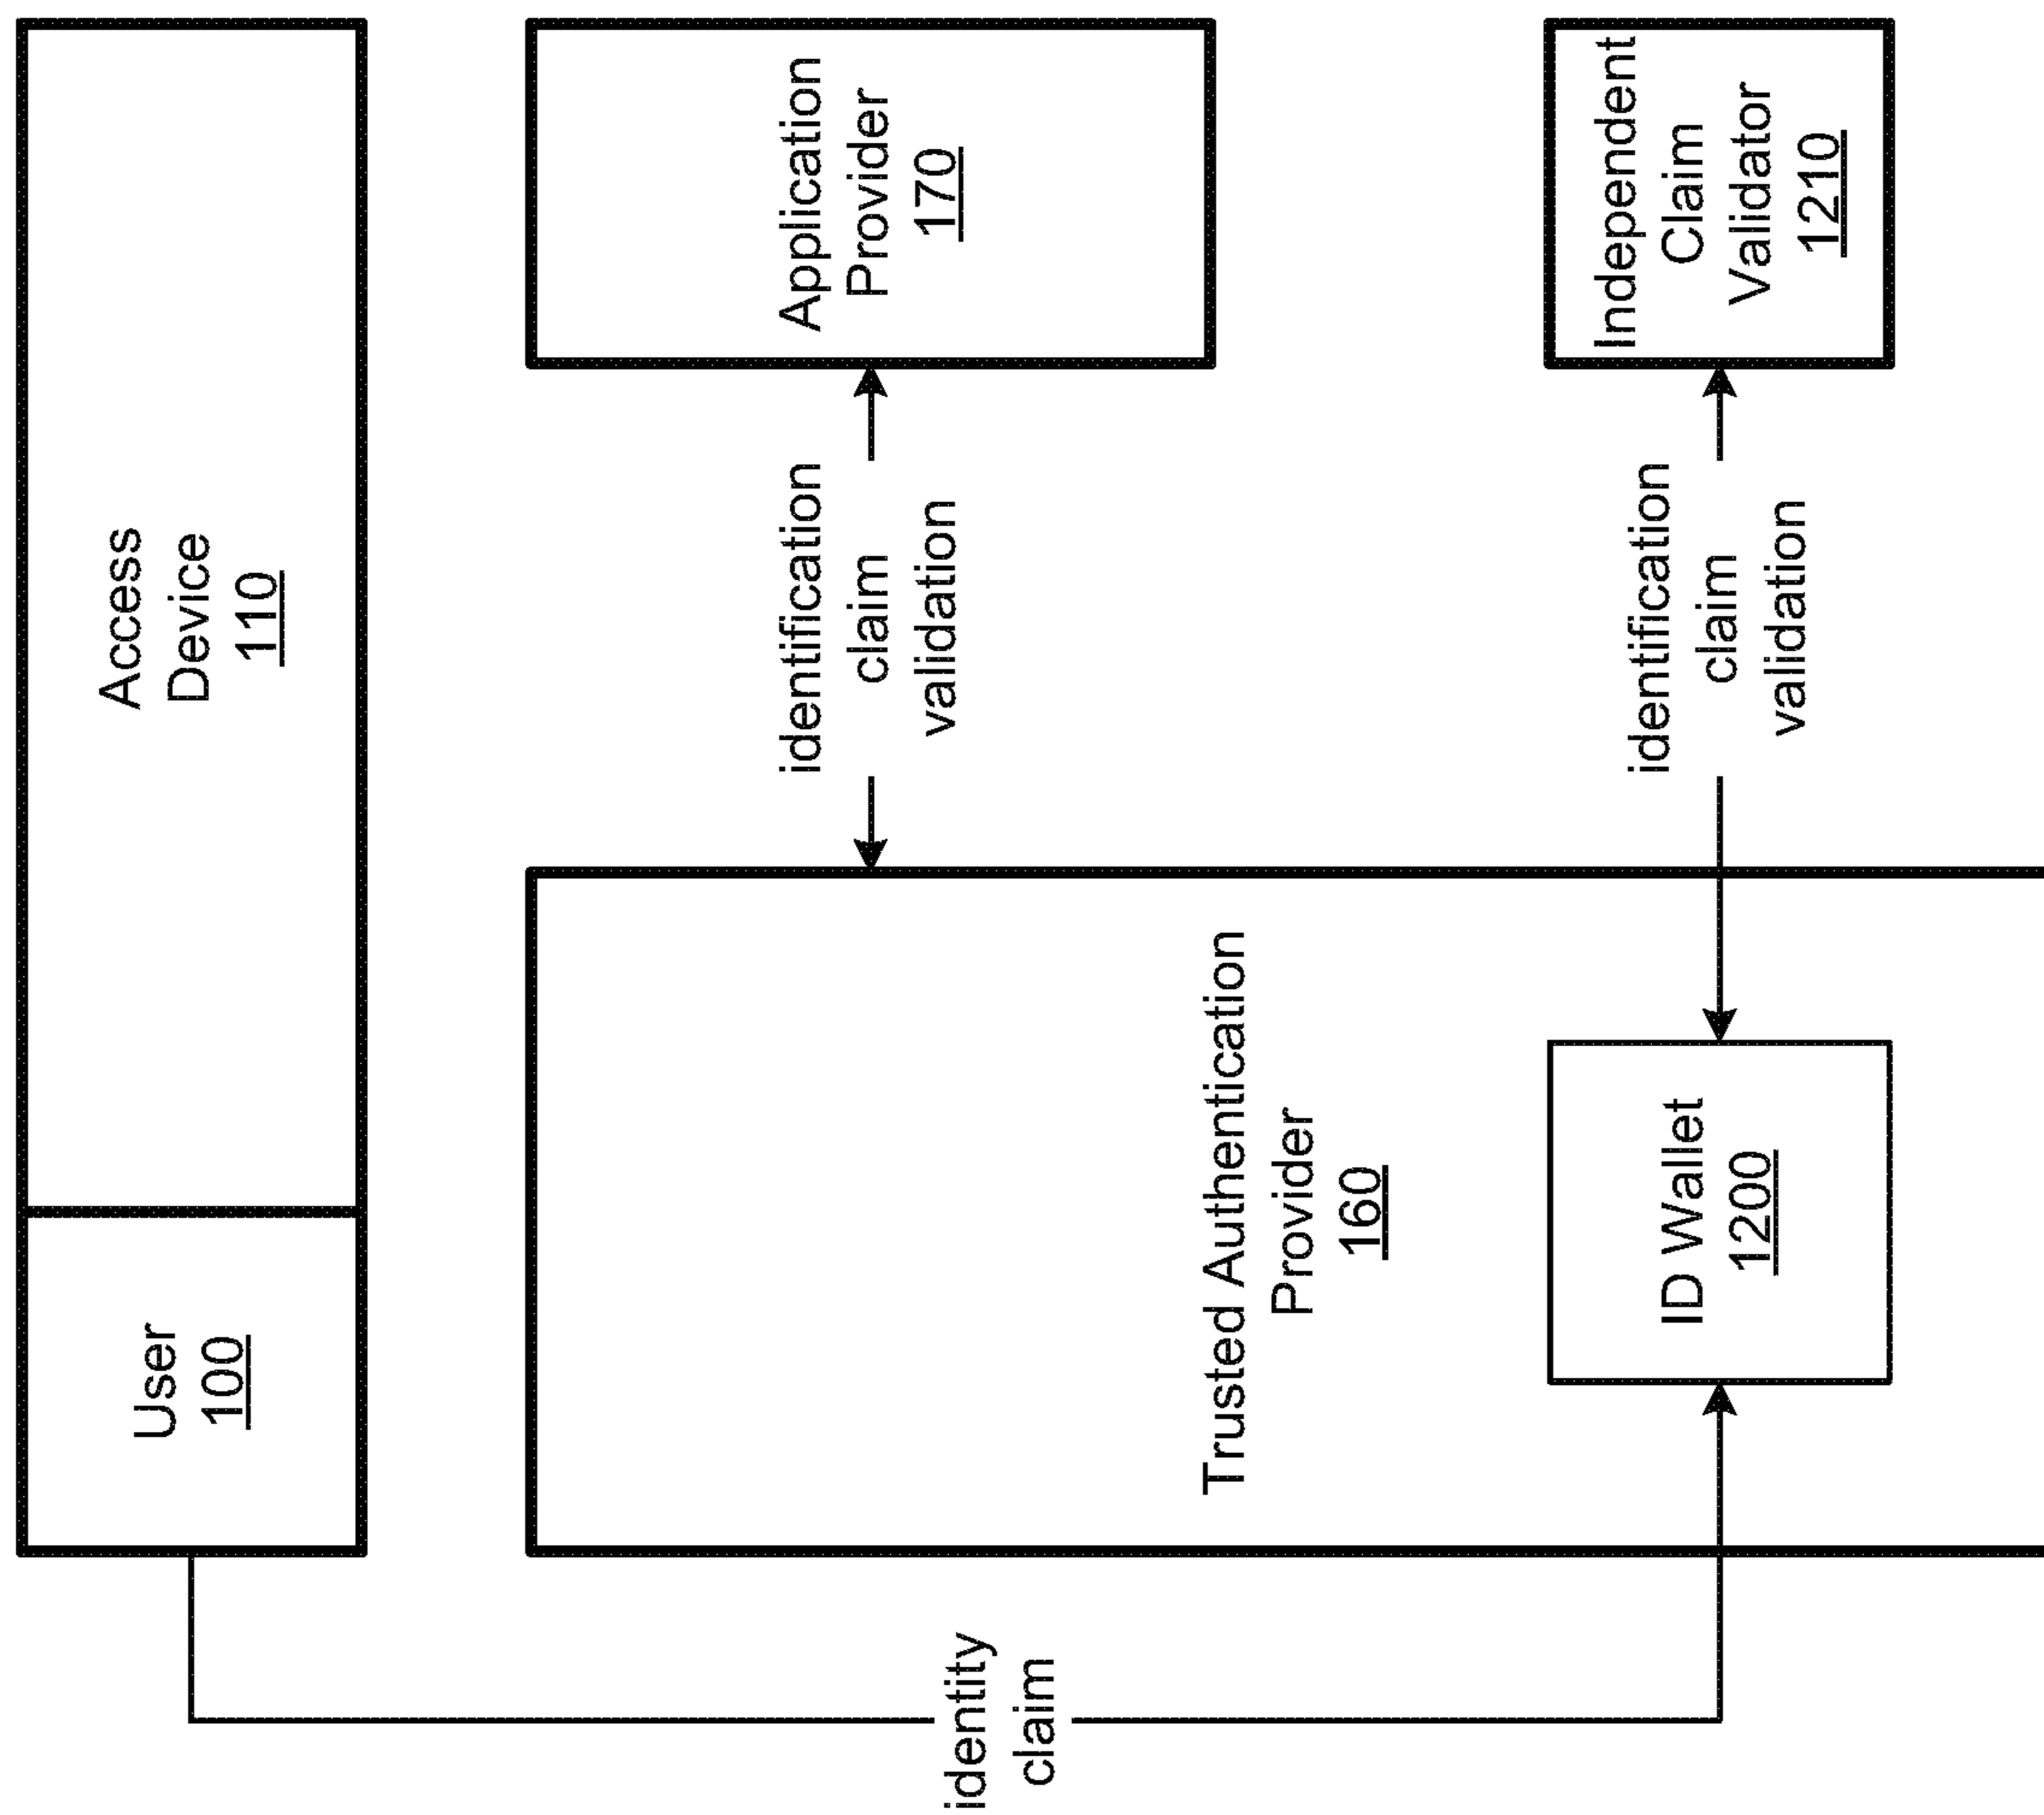 User
100
Access
Device
110
identity
claim
Trusted Authentication
Provider
160
ID Wallet
1200
identification
claim
validation
Application
Provider
170
identification
claim
validation
Independent
Claim
Validator
1210